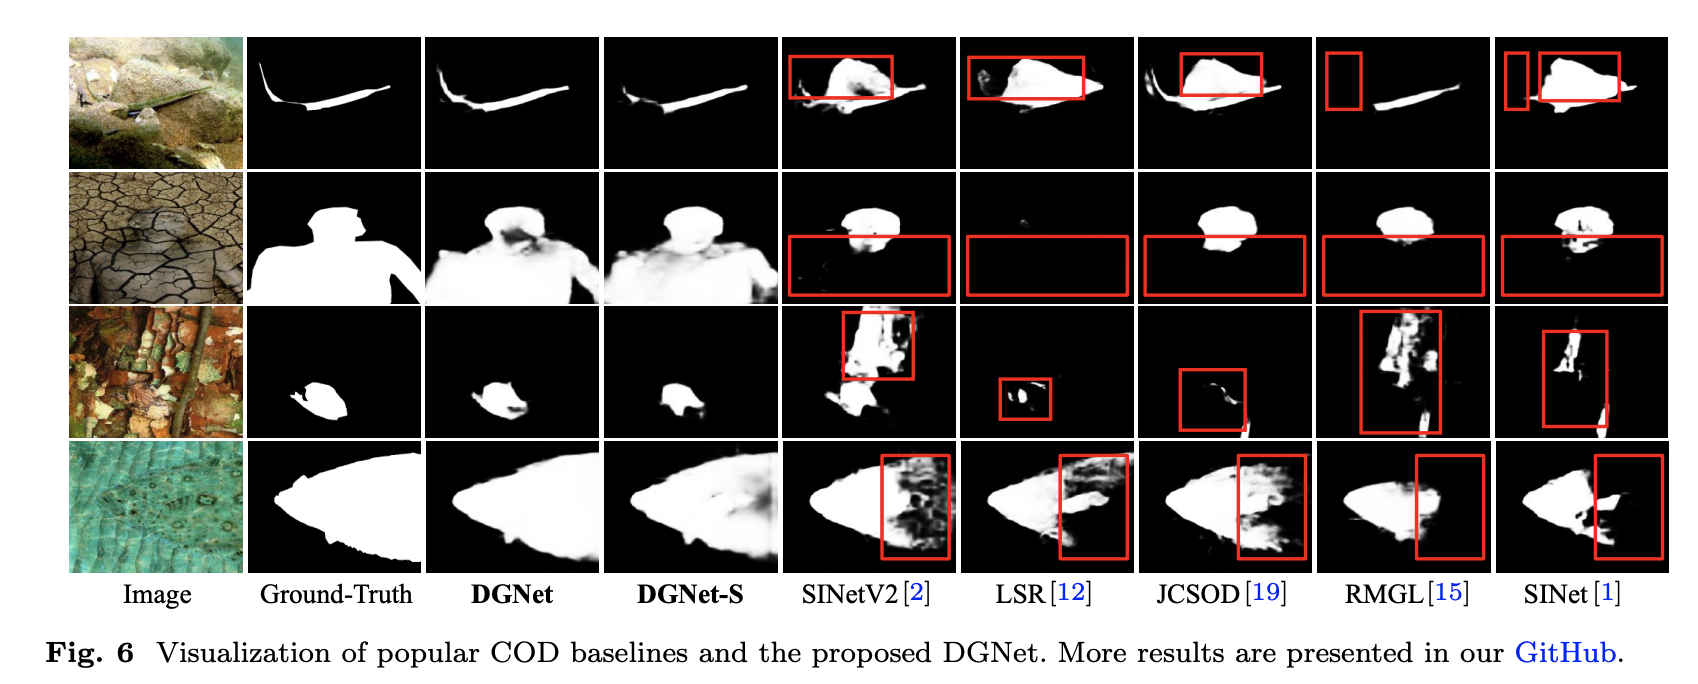 Image Ground-Truth DGNet DGNet-S SINetV2 [2] LSR [12] JCSOD [19] RMGL [15] SINet [1]
Fig. 6 Visualization of popular COD baselines and the proposed DGNet. More results are presented in our GitHub.